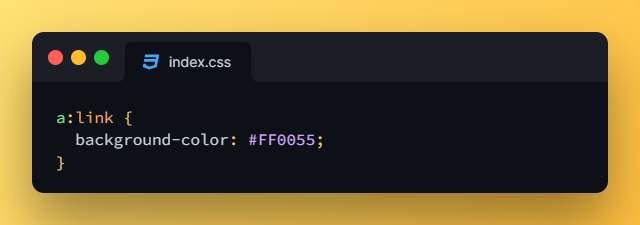 index.css
a:link {
  background-color: #FF0055;
}